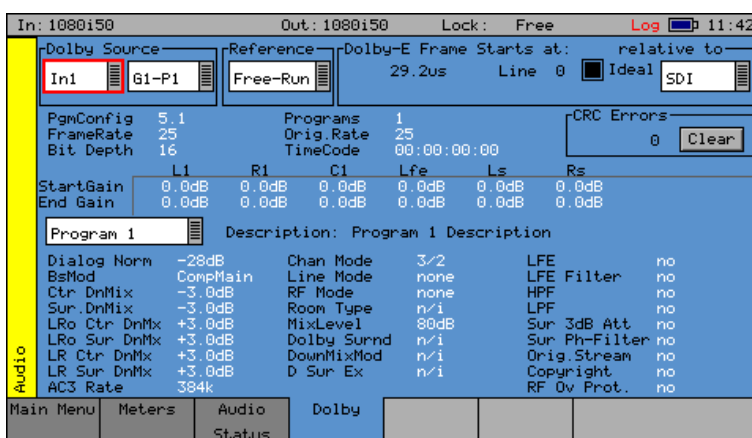 In: 1080i50 Out: 1080i50 Lock: Free Log 11:42
Dolby Source Reference Dolby-E Frame Starts at: relative to
In1 G1-P1 Free-Run 29.2us Line 0 Ideal SDI
PgmConfig 5.1 Programs 1 CRC Errors
FrameRate 25 Orig.Rate 25 0 Clear
Bit Depth 16 TimeCode 00:00:00:00
L1 R1 C1 Lfe Ls Rs
StartGain 0.0dB 0.0dB 0.0dB 0.0dB 0.0dB 0.0dB
End Gain 0.0dB 0.0dB 0.0dB 0.0dB 0.0dB 0.0dB
Program 1 Description: Program 1 Description
Dialog Norm -28dB Chan Mode 3/2 LFE no
BsMod CompMain Line Mode none LFE Filter no
Ctr DnMix -3.0dB RF Mode none HPF no
Sur.DnMix -3.0dB Room Type n/i LPF no
LRo Ctr DnMx +3.0dB MixLevel 80dB Sur 3dB Att no
LRo Sur DnMx +3.0dB Dolby Surnd n/i Sur Ph-Filter no
LR Ctr DnMx +3.0dB DownMixMod n/i Orig.Stream no
LR Sur DnMx +3.0dB D Sur Ex n/i Copyright no
AC3 Rate 384k RF Ov Prot. no
Audio
Main Menu Meters Audio Status Dolby